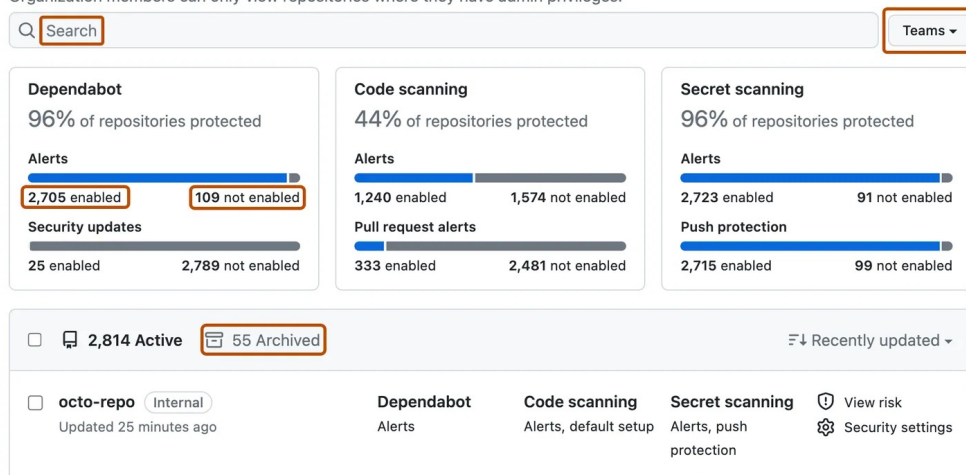 Organization members can only view repositories where they have admin privileges.
Search
Teams
Dependabot
96% of repositories protected
Alerts
2,705 enabled 109 not enabled
Security updates
25 enabled 2,789 not enabled
Code scanning
44% of repositories protected
Alerts
1,240 enabled 1,574 not enabled
Pull request alerts
333 enabled 2,481 not enabled
Secret scanning
96% of repositories protected
Alerts
2,723 enabled 91 not enabled
Push protection
2,715 enabled 99 not enabled
2,814 Active 55 Archived Recently updated
octo-repo Internal
Updated 25 minutes ago
Dependabot
Alerts
Code scanning
Alerts, default setup
Secret scanning
Alerts, push
protection
View risk
Security settings